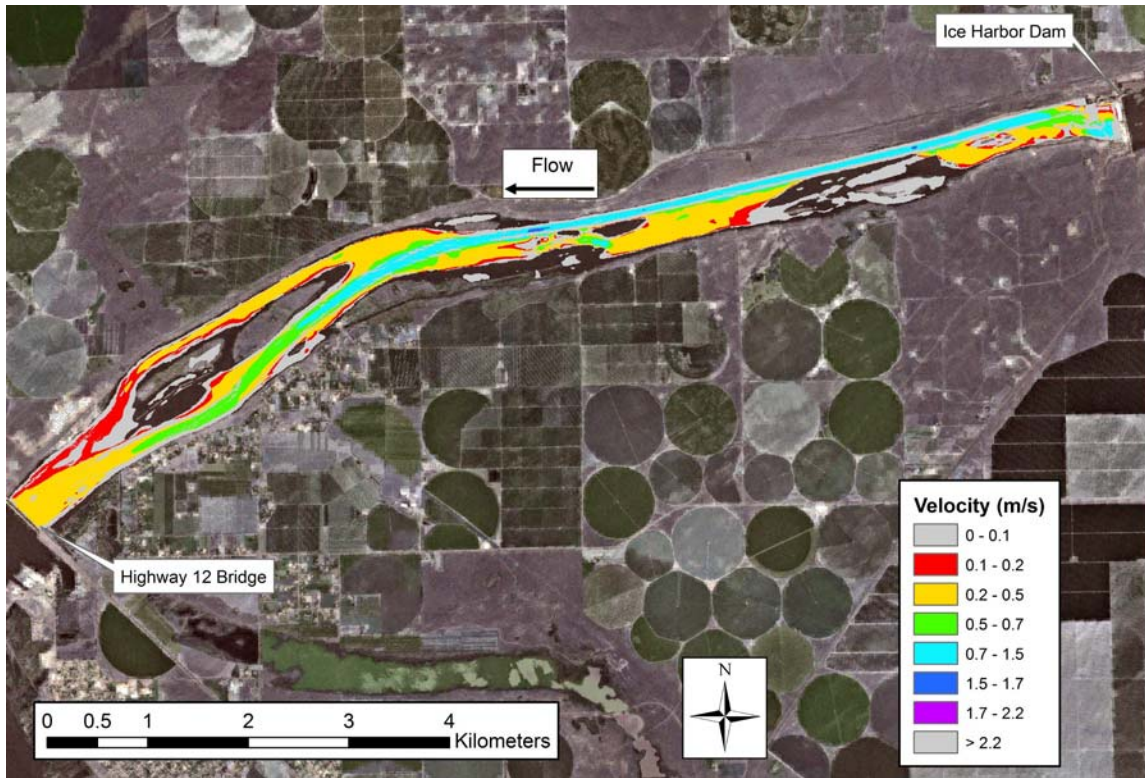 Ice Harbor Dam
Flow
Highway 12 Bridge
Velocity (m/s)
0 - 0.1
0.1 - 0.2
0.2 - 0.5
0.5 - 0.7
0.7 - 1.5
1.5 - 1.7
1.7 - 2.2
> 2.2
N
0 0.5 1 2 3 4
Kilometers